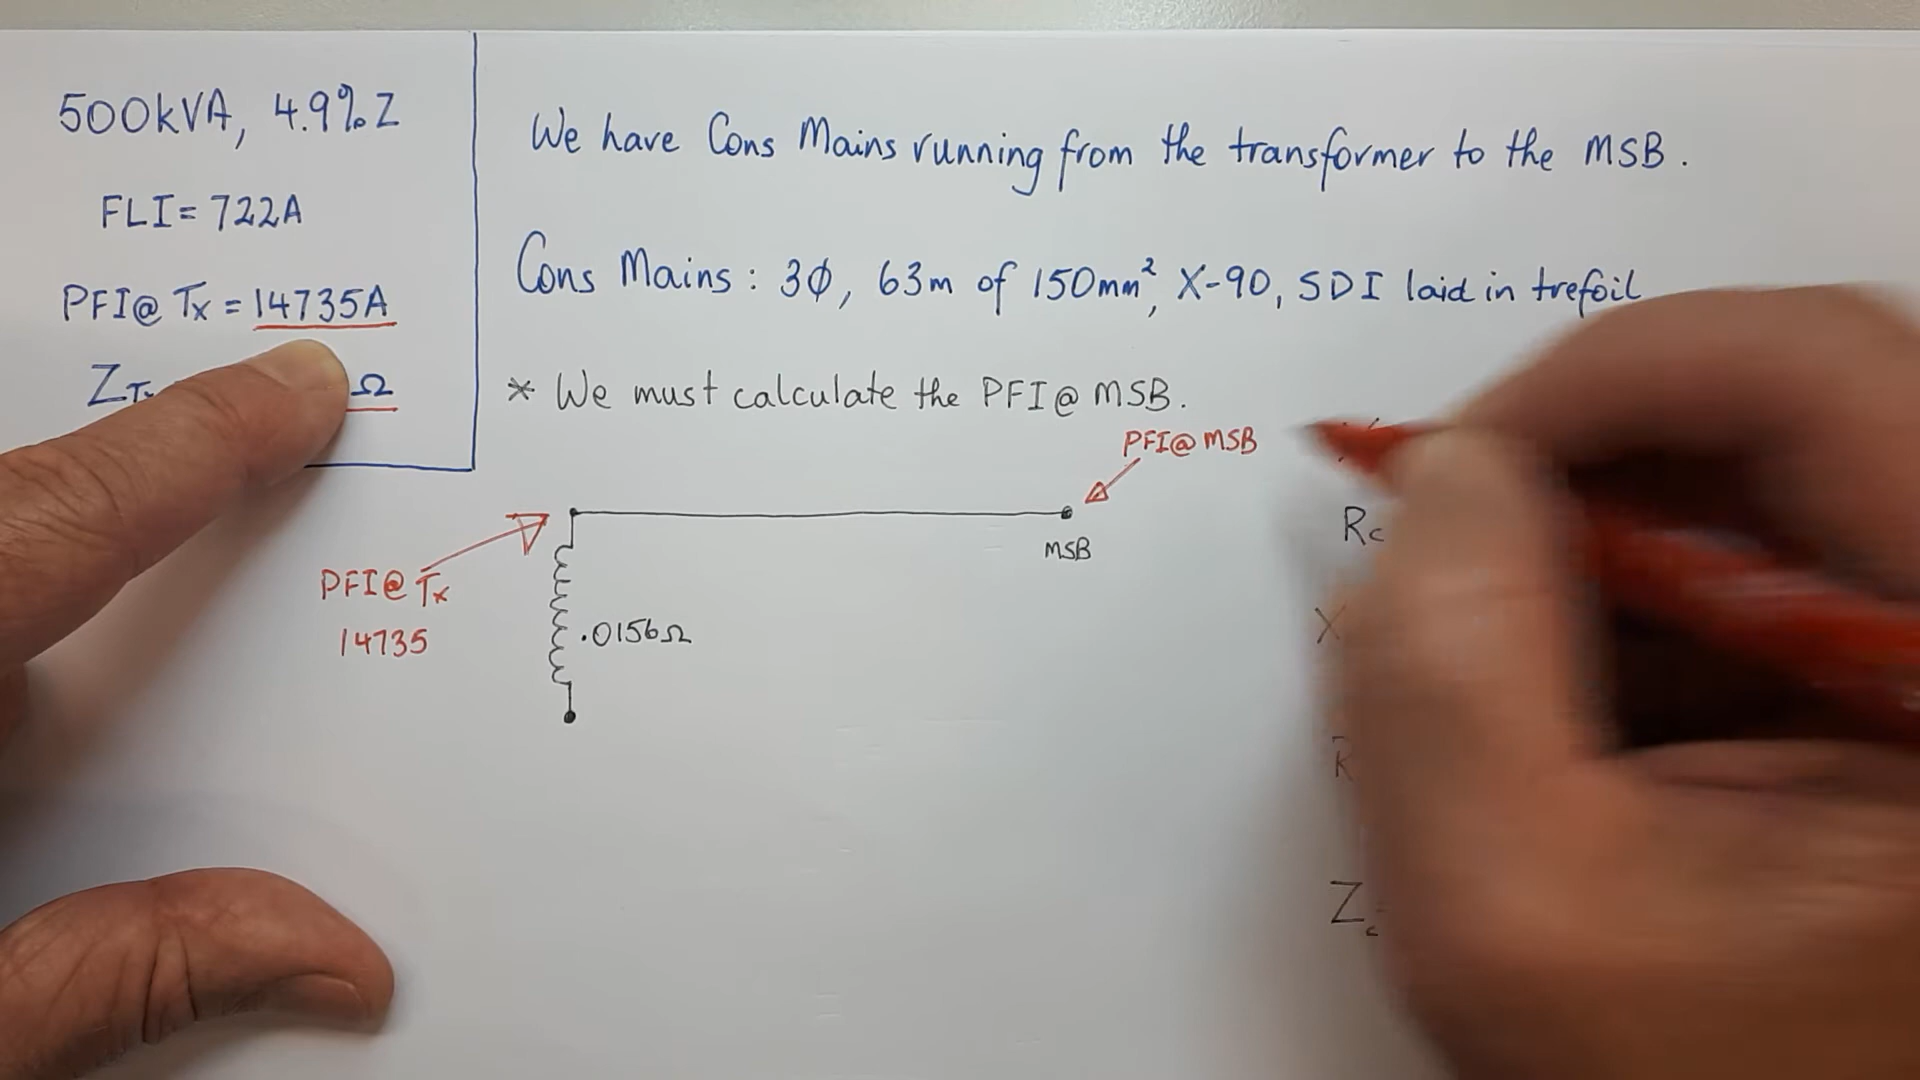 500kVA, 4.9%Z
FLI= 722A
PFI@ Tx = 14735A
Z Ω
We have Cons Mains running from the transformer to the MSB.
Cons Mains : 3Ø, 63m of 150mm², X-90, SDI laid in trefoil
* We must calculate the PFI@ MSB.
PFI@ MSB
MSB
PFI@ Tx
14735
.0156Ω
Rc
X
R
Zc